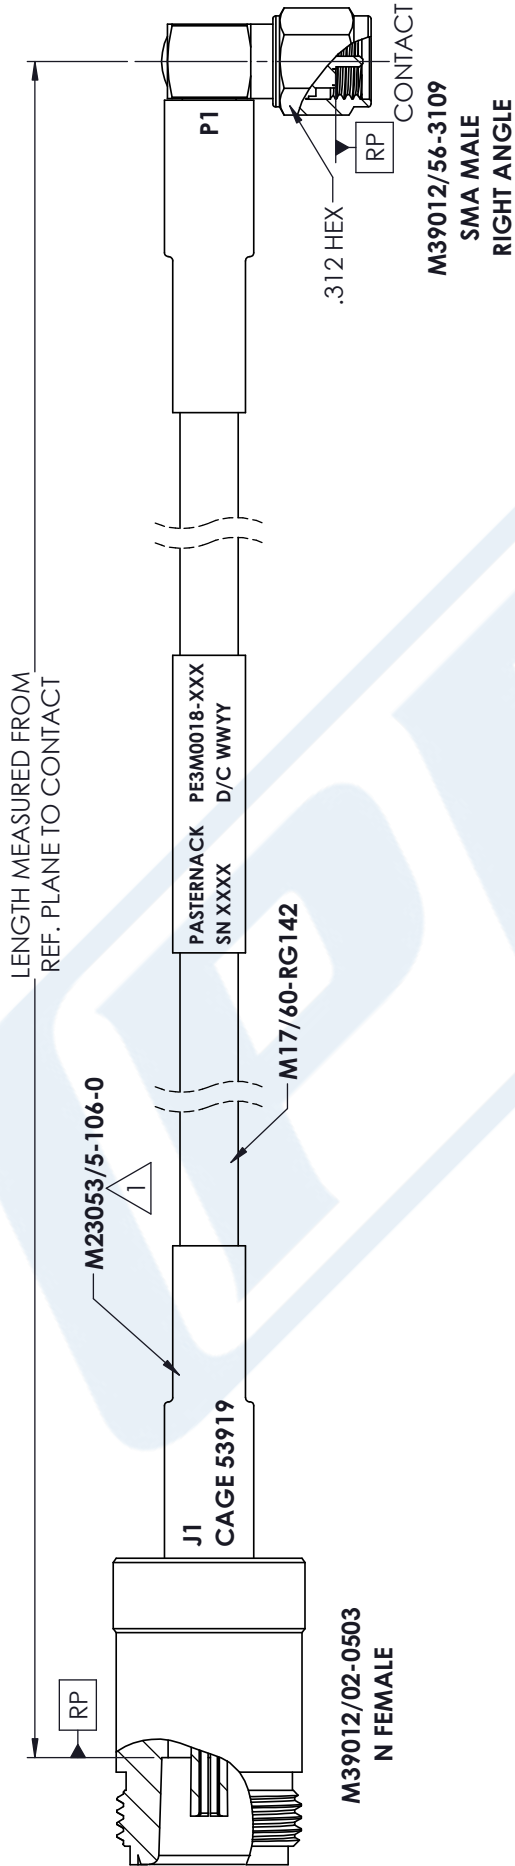 LENGTH MEASURED FROM
REF. PLANE TO CONTACT
RP
M23053/5-106-0
1
J1
CAGE 53919
PASTERNACK PE3M0018-XXX
SN XXXX D/C WWYY
P1
M17/60-RG142
.312 HEX
RP
CONTACT
M39012/02-0503
N FEMALE
M39012/56-3109
SMA MALE
RIGHT ANGLE